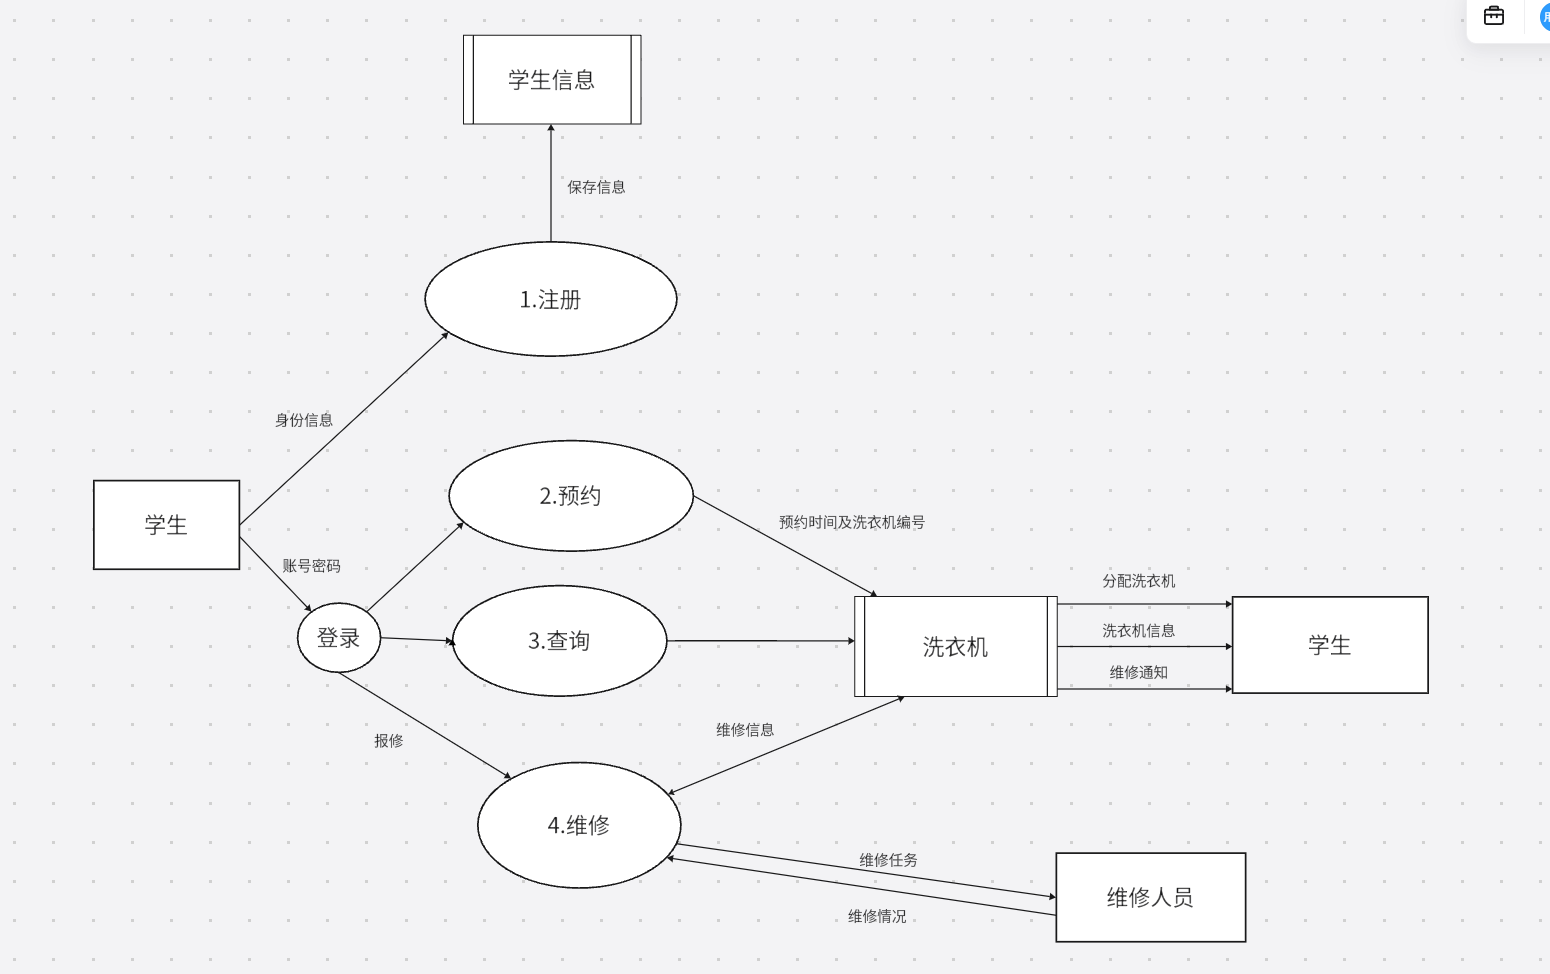 学生信息
保存信息
1.注册
身份信息
学生
账号密码
登录
2.预约
预约时间及洗衣机编号
3.查询
洗衣机
分配洗衣机
洗衣机信息
维修通知
学生
报修
维修信息
4.维修
维修任务
维修情况
维修人员